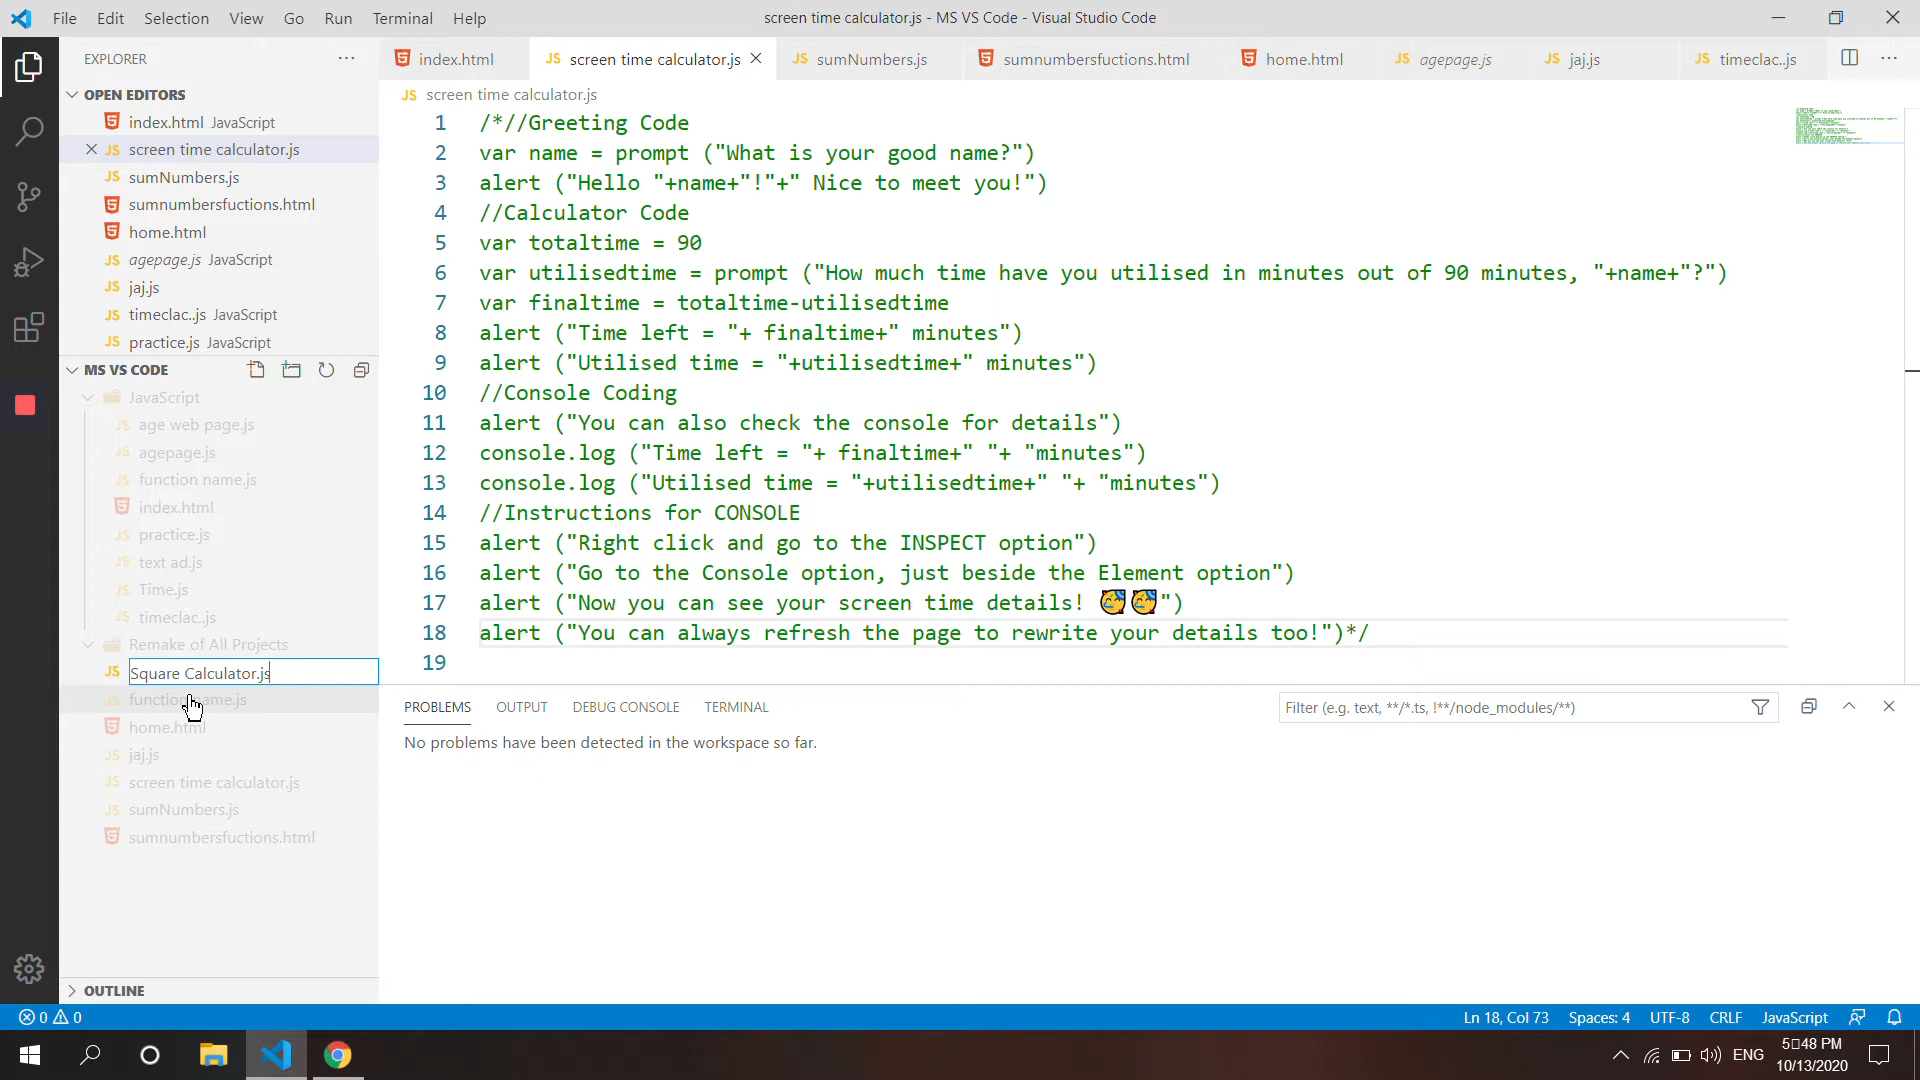 File Edit Selection View Go Run Terminal Help
screen time calculator.js - MS VS Code - Visual Studio Code
EXPLORER
OPEN EDITORS
index.html JavaScript
screen time calculator.js
sumNumbers.js
sumnumbersfuctions.html
home.html
agepage.js JavaScript
jaj.js
timeclac..js JavaScript
practice.js JavaScript
MS VS CODE
JavaScript
age web page.js
agepage.js
function name.js
index.html
practice.js
text ad.js
Time.js
timeclac..js
Remake of All Projects
Square Calculator.js
function name.js
home.html
jaj.js
screen time calculator.js
sumNumbers.js
sumnumbersfuctions.html
OUTLINE
index.html
JS screen time calculator.js
JS sumNumbers.js
sumnumbersfuctions.html
home.html
JS agepage.js
JS jaj.js
JS timeclac..js
JS screen time calculator.js
1 /*//Greeting Code
2 var name = prompt ("What is your good name?")
3 alert ("Hello "+name+"!"+" Nice to meet you!")
4 //Calculator Code
5 var totaltime = 90
6 var utilisedtime = prompt ("How much time have you utilised in minutes out of 90 minutes, "+name+"?")
7 var finaltime = totaltime-utilisedtime
8 alert ("Time left = "+ finaltime+" minutes")
9 alert ("Utilised time = "+utilisedtime+" minutes")
10 //Console Coding
11 alert ("You can also check the console for details")
12 console.log ("Time left = "+ finaltime+" "+ "minutes")
13 console.log ("Utilised time = "+utilisedtime+" "+ "minutes")
14 //Instructions for CONSOLE
15 alert ("Right click and go to the INSPECT option")
16 alert ("Go to the Console option, just beside the Element option")
17 alert ("Now you can see your screen time details! 🥳🥳")
18 alert ("You can always refresh the page to rewrite your details too!")*/
19
PROBLEMS OUTPUT DEBUG CONSOLE TERMINAL
Filter (e.g. text, **/*.ts, !**/node_modules/**)
No problems have been detected in the workspace so far.
0 0
Ln 18, Col 73 Spaces: 4 UTF-8 CRLF JavaScript
ENG
5▯48 PM
10/13/2020